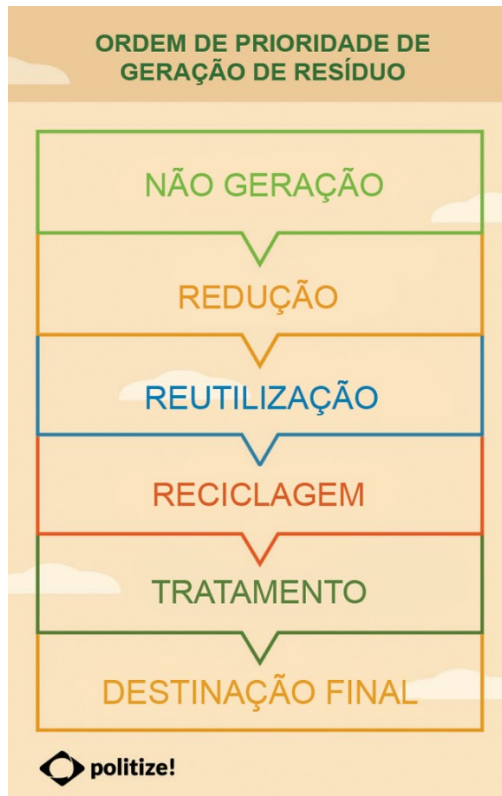 ORDEM DE PRIORIDADE DE
GERAÇÃO DE RESÍDUO
NÃO GERAÇÃO
REDUÇÃO
REUTILIZAÇÃO
RECICLAGEM
TRATAMENTO
DESTINAÇÃO FINAL
politize!